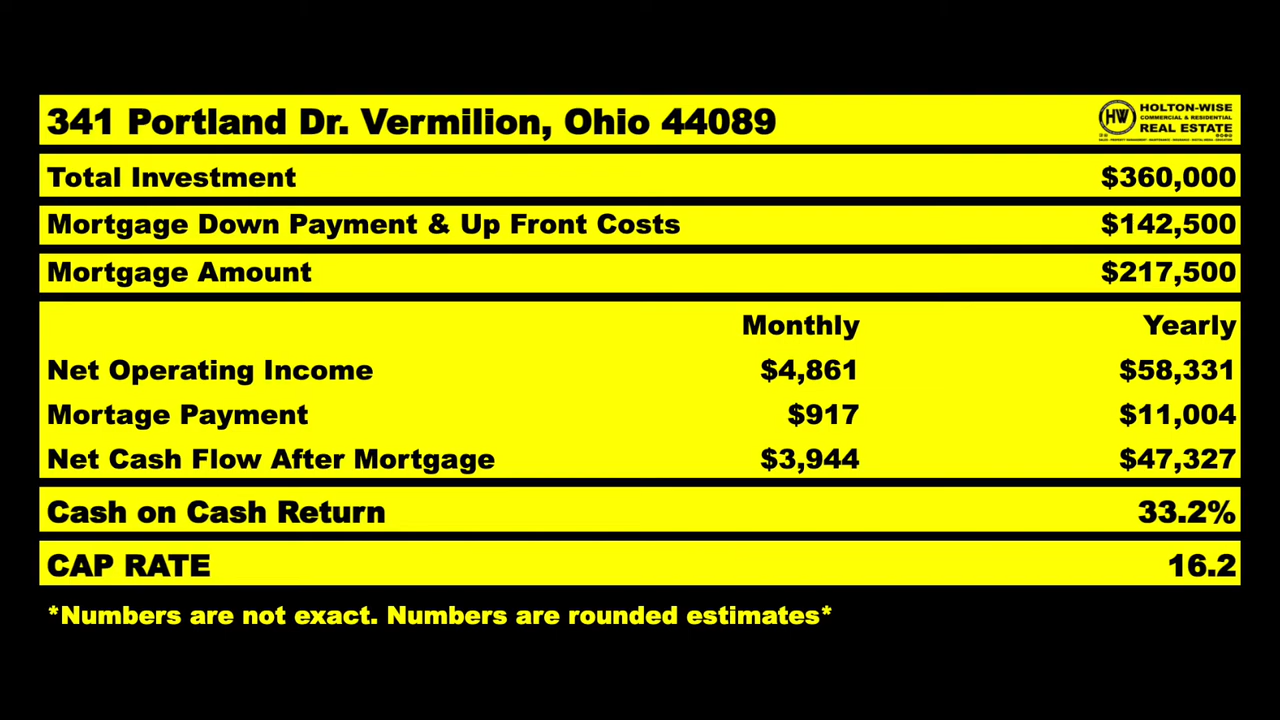 341 Portland Dr. Vermilion, Ohio 44089
HW
HOLTON-WISE
COMMERCIAL & RESIDENTIAL
REAL ESTATE
Total Investment $360,000
Mortgage Down Payment & Up Front Costs $142,500
Mortgage Amount $217,500
Monthly Yearly
Net Operating Income $4,861 $58,331
Mortage Payment $917 $11,004
Net Cash Flow After Mortgage $3,944 $47,327
Cash on Cash Return 33.2%
CAP RATE 16.2
*Numbers are not exact. Numbers are rounded estimates*